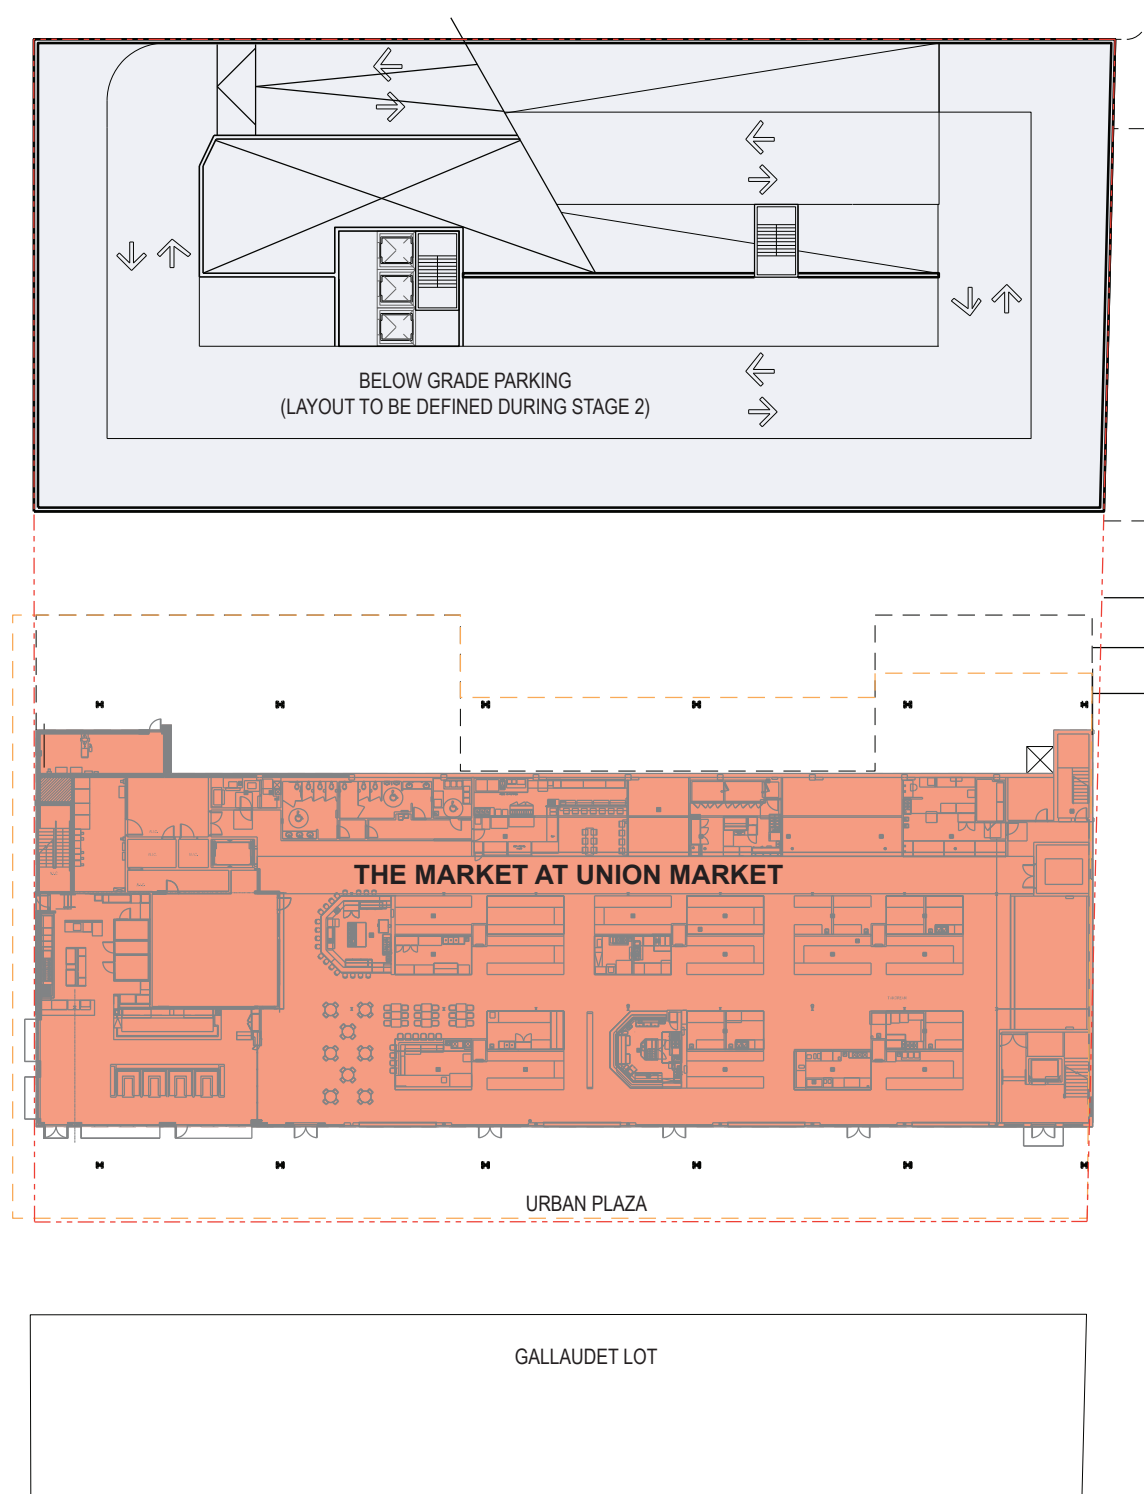 BELOW GRADE PARKING
(LAYOUT TO BE DEFINED DURING STAGE 2)
THE MARKET AT UNION MARKET
URBAN PLAZA
GALLAUDET LOT